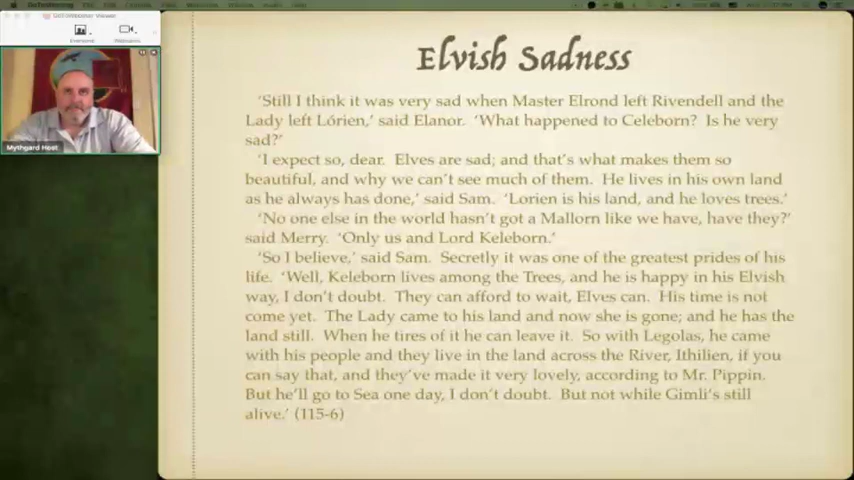 GoToWebinar Viewer
Mythgard Host
Elvish Sadness
‘Still I think it was very sad when Master Elrond left Rivendell and the
Lady left Lórien,’ said Elanor. ‘What happened to Celeborn? Is he very
sad?’
‘I expect so, dear. Elves are sad; and that’s what makes them so
beautiful, and why we can’t see much of them. He lives in his own land
as he always has done,’ said Sam. ‘Lorien is his land, and he loves trees.’
‘No one else in the world hasn’t got a Mallorn like we have, have they?’
said Merry. ‘Only us and Lord Keleborn.’
‘So I believe,’ said Sam. Secretly it was one of the greatest prides of his
life. ‘Well, Keleborn lives among the Trees, and he is happy in his Elvish
way, I don’t doubt. They can afford to wait, Elves can. His time is not
come yet. The Lady came to his land and now she is gone; and he has the
land still. When he tires of it he can leave it. So with Legolas, he came
with his people and they live in the land across the River, Ithilien, if you
can say that, and they’ve made it very lovely, according to Mr. Pippin.
But he’ll go to Sea one day, I don’t doubt. But not while Gimli’s still
alive.’ (115-6)